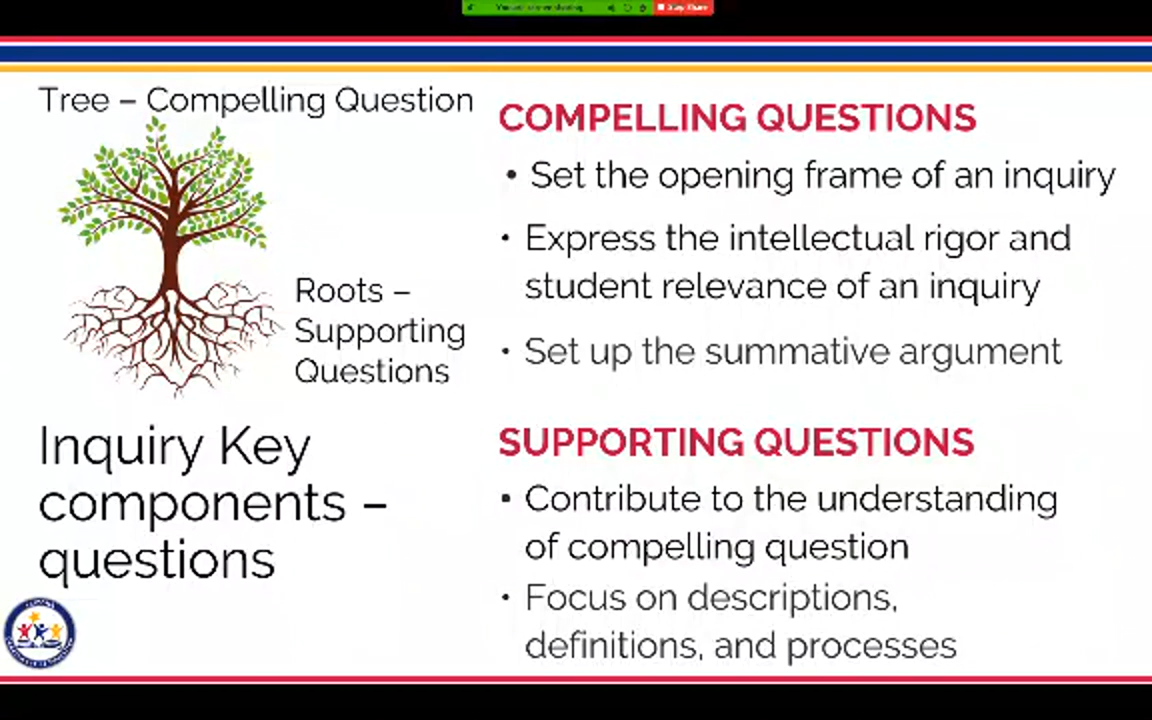 Stop Share
Tree – Compelling Question
Roots –
Supporting
Questions
Inquiry Key
components –
questions
COMPELLING QUESTIONS
• Set the opening frame of an inquiry
• Express the intellectual rigor and
student relevance of an inquiry
• Set up the summative argument
SUPPORTING QUESTIONS
• Contribute to the understanding
of compelling question
• Focus on descriptions,
definitions, and processes